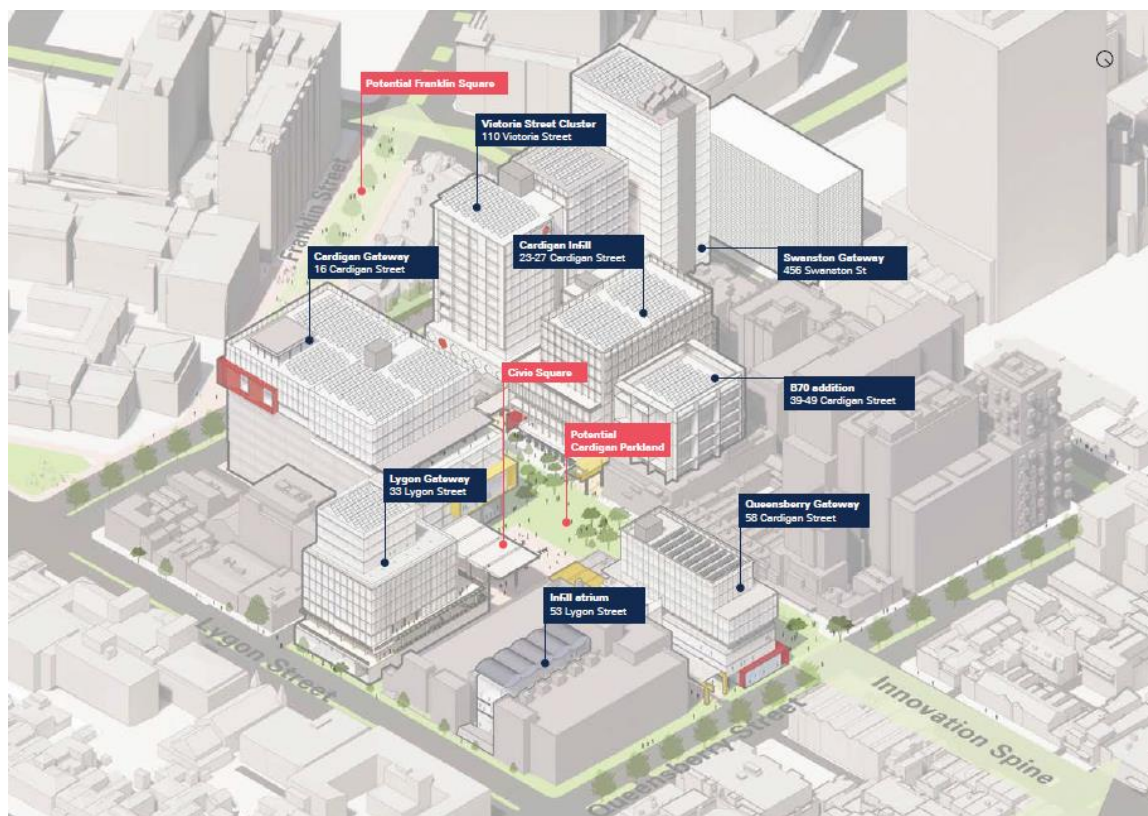 Potential Franklin Square
Victoria Street Cluster
110 Victoria Street
Franklin Street
Cardigan Gateway
16 Cardigan Street
Cardigan Infill
23-27 Cardigan Street
Swanston Gateway
456 Swanston St
Civic Square
B70 addition
39-49 Cardigan Street
Potential
Cardigan Parkland
Lygon Gateway
33 Lygon Street
Queensberry Gateway
58 Cardigan Street
Infill atrium
53 Lygon Street
Lygon Street
Queensberry Street
Innovation Spine